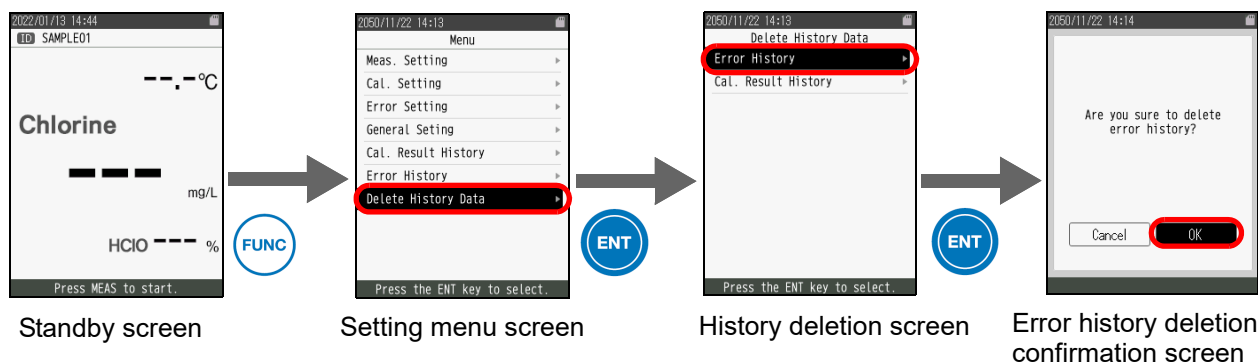 2022/01/13 14:44
ID SAMPLE01
--.-℃
Chlorine
---
mg/L
HClO --- %
Press MEAS to start.
Standby screen
FUNC
2050/11/22 14:13
Menu
Meas. Setting
Cal. Setting
Error Setting
General Seting
Cal. Result History
Error History
Delete History Data
Press the ENT key to select.
Setting menu screen
ENT
2050/11/22 14:13
Delete History Data
Error History
Cal. Result History
Press the ENT key to select.
History deletion screen
ENT
2050/11/22 14:14
Are you sure to delete
error history?
Cancel OK
Error history deletion
confirmation screen